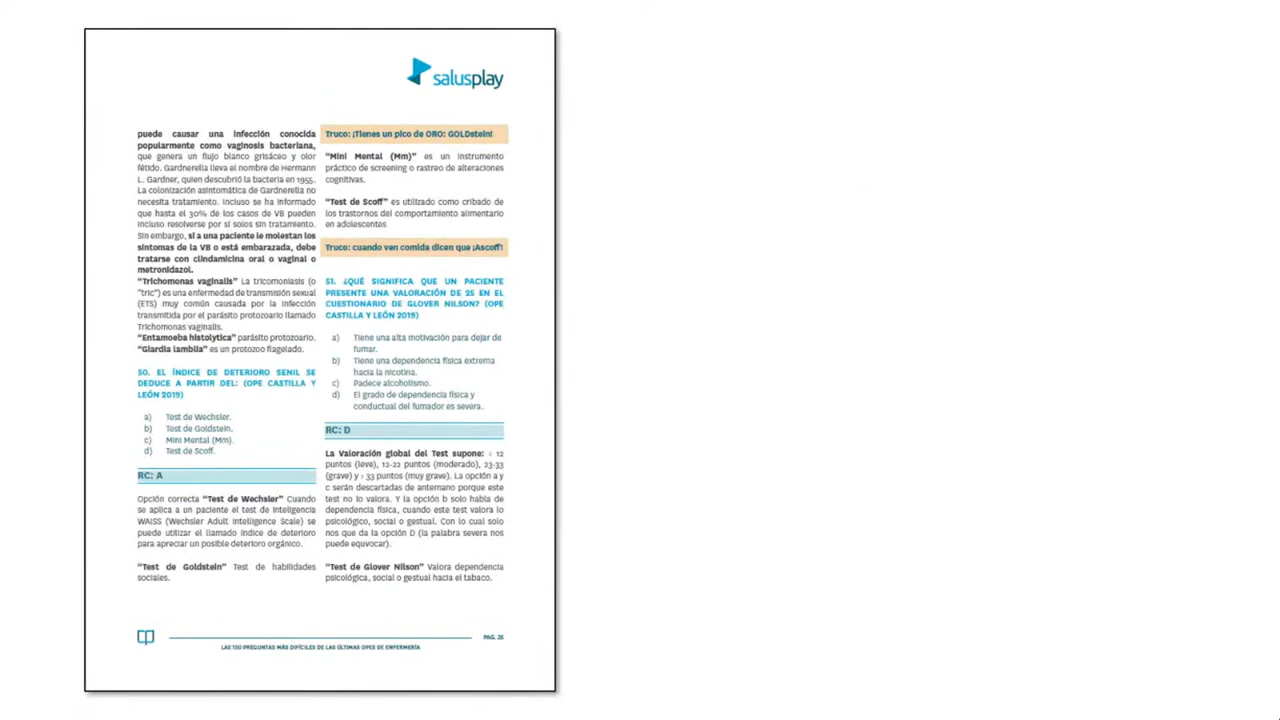 salusplay
puede causar una infección conocida
popularmente como vaginosis bacteriana,
que genera un flujo blanco grisáceo y olor
fétido. Gardnerella lleva el nombre de Hermann
L. Gardner, quien descubrió la bacteria en 1955.
La colonización asintomática de Gardnerella no
necesita tratamiento. Incluso se ha informado
que hasta el 30% de los casos de VB pueden
incluso resolverse por sí solos sin tratamiento.
Sin embargo, si a una paciente le molestan los
síntomas de la VB o está embarazada, debe
tratarse con clindamicina oral o vaginal o
metronidazol.
"Trichomonas vaginalis" La tricomoniasis (o
"tric") es una enfermedad de transmisión sexual
(ETS) muy común causada por la infección
transmitida por el parásito protozoario llamado
Trichomonas vaginalis.
"Entamoeba histolytica" parásito protozoario.
"Giardia lamblia" es un protozoo flagelado.
50. EL ÍNDICE DE DETERIORO SENIL SE
DEDUCE A PARTIR DEL: (OPE CASTILLA Y
LEÓN 2019)
a) Test de Wechsler.
b) Test de Goldstein.
c) Mini Mental (Mm).
d) Test de Scoff.
RC: A
Opción correcta "Test de Wechsler" Cuando
se aplica a un paciente el test de Inteligencia
WAISS (Wechsler Adult Intelligence Scale) se
puede utilizar el llamado índice de deterioro
para apreciar un posible deterioro orgánico.
"Test de Goldstein" Test de habilidades
sociales.
Truco: ¡Tienes un pico de ORO: GOLDstein!
"Mini Mental (Mm)" es un instrumento
práctico de screening o rastreo de alteraciones
cognitivas.
"Test de Scoff" es utilizado como cribado de
los trastornos del comportamiento alimentario
en adolescentes
Truco: cuando ven comida dicen que ¡Ascoff!
51. ¿QUÉ SIGNIFICA QUE UN PACIENTE
PRESENTE UNA VALORACIÓN DE 25 EN EL
CUESTIONARIO DE GLOVER NILSON? (OPE
CASTILLA Y LEÓN 2019)
a) Tiene una alta motivación para dejar de
fumar.
b) Tiene una dependencia física extrema
hacia la nicotina.
c) Padece alcoholismo.
d) El grado de dependencia física y
conductual del fumador es severa.
RC: D
La Valoración global del Test supone: < 12
puntos (leve), 12-22 puntos (moderado), 23-33
(grave) y > 33 puntos (muy grave). La opción a y
c serán descartadas de antemano porque este
test no lo valora. Y la opción b solo habla de
dependencia física, cuando este test valora lo
psicológico, social o gestual. Con lo cual solo
nos que da la opción D (la palabra severa nos
puede equvocar).
"Test de Glover Nilson" Valora dependencia
psicológica, social o gestual hacia el tabaco.
PAG. 25
LAS 150 PREGUNTAS MÁS DIFÍCILES DE LAS ÚLTIMAS OPES DE ENFERMERÍA